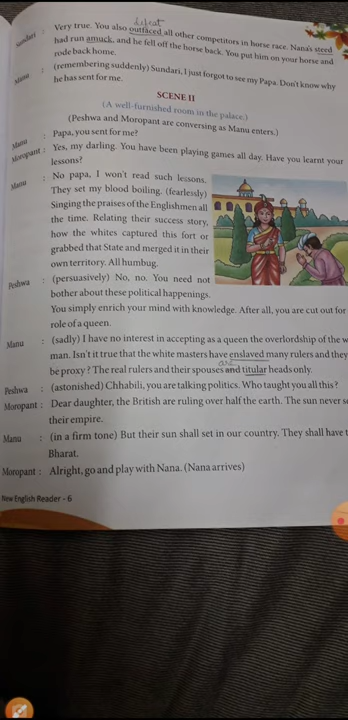 defeat
Sundari : Very true. You also outfaced all other competitors in horse race. Nana's steed
had run amuck, and he fell off the horse back. You put him on your horse and
rode back home.
Manu : (remembering suddenly) Sundari, I just forgot to see my Papa. Don't know why
he has sent for me.
SCENE II
(A well-furnished room in the palace.)
(Peshwa and Moropant are conversing as Manu enters.)
Manu : Papa, you sent for me?
Moropant : Yes, my darling. You have been playing games all day. Have you learnt your
lessons?
Manu : No papa, I won't read such lessons.
They set my blood boiling. (fearlessly)
Singing the praises of the Englishmen all
the time. Relating their success story,
how the whites captured this fort or
grabbed that State and merged it in their
own territory. All humbug.
Peshwa : (persuasively) No, no. You need not
bother about these political happenings.
You simply enrich your mind with knowledge. After all, you are cut out for
role of a queen.
Manu : (sadly) I have no interest in accepting as a queen the overlordship of the w
man. Isn't it true that the white masters have enslaved many rulers and they
are
be proxy? The real rulers and their spouses and titular heads only.
Peshwa : (astonished) Chhabili, you are talking politics. Who taught you all this?
Moropant : Dear daughter, the British are ruling over half the earth. The sun never s
their empire.
Manu : (in a firm tone) But their sun shall set in our country. They shall have t
Bharat.
Moropant : Alright, go and play with Nana. (Nana arrives)
New English Reader - 6